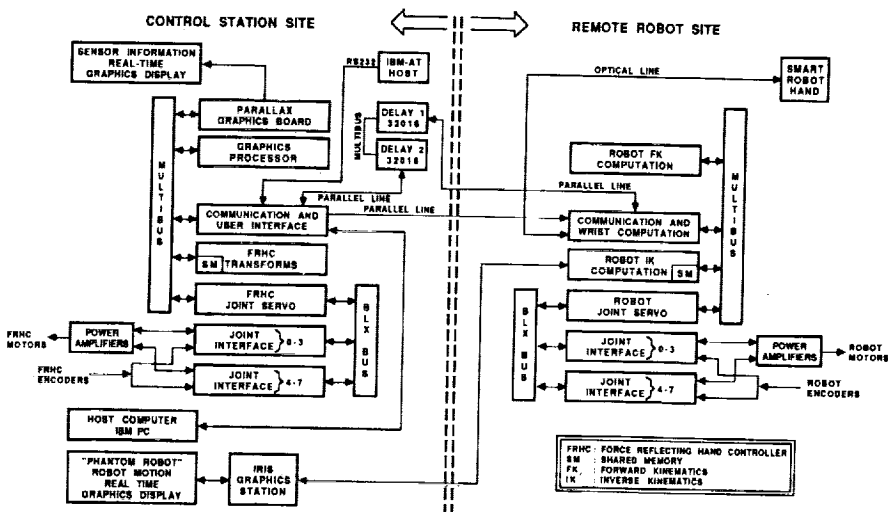 CONTROL STATION SITE
REMOTE ROBOT SITE
SENSOR INFORMATION
REAL-TIME
GRAPHICS DISPLAY
RS232
IBM-AT
HOST
OPTICAL LINE
SMART
ROBOT
HAND
PARALLAX
GRAPHICS BOARD
MULTIBUS
DELAY 1
32016
DELAY 2
32016
GRAPHICS
PROCESSOR
MULTIBUS
ROBOT FK
COMPUTATION
MULTIBUS
PARALLEL LINE
PARALLEL LINE
PARALLEL LINE
COMMUNICATION AND
USER INTERFACE
COMMUNICATION AND
WRIST COMPUTATION
SM
FRHC
TRANSFORMS
ROBOT IK
COMPUTATION
SM
FRHC
JOINT SERVO
BLX BUS
BLX BUS
ROBOT
JOINT SERVO
FRHC
MOTORS
POWER
AMPLIFIERS
JOINT
INTERFACE } 0-3
JOINT
INTERFACE } 0-3
POWER
AMPLIFIERS
ROBOT
MOTORS
FRHC
ENCODERS
JOINT
INTERFACE } 4-7
JOINT
INTERFACE } 4-7
ROBOT
ENCODERS
HOST COMPUTER
IBM PC
"PHANTOM ROBOT"
ROBOT MOTION
REAL TIME
GRAPHICS DISPLAY
IRIS
GRAPHICS
STATION
FRHC : FORCE REFLECTING HAND CONTROLLER
SM : SHARED MEMORY
FK : FORWARD KINEMATICS
IK : INVERSE KINEMATICS